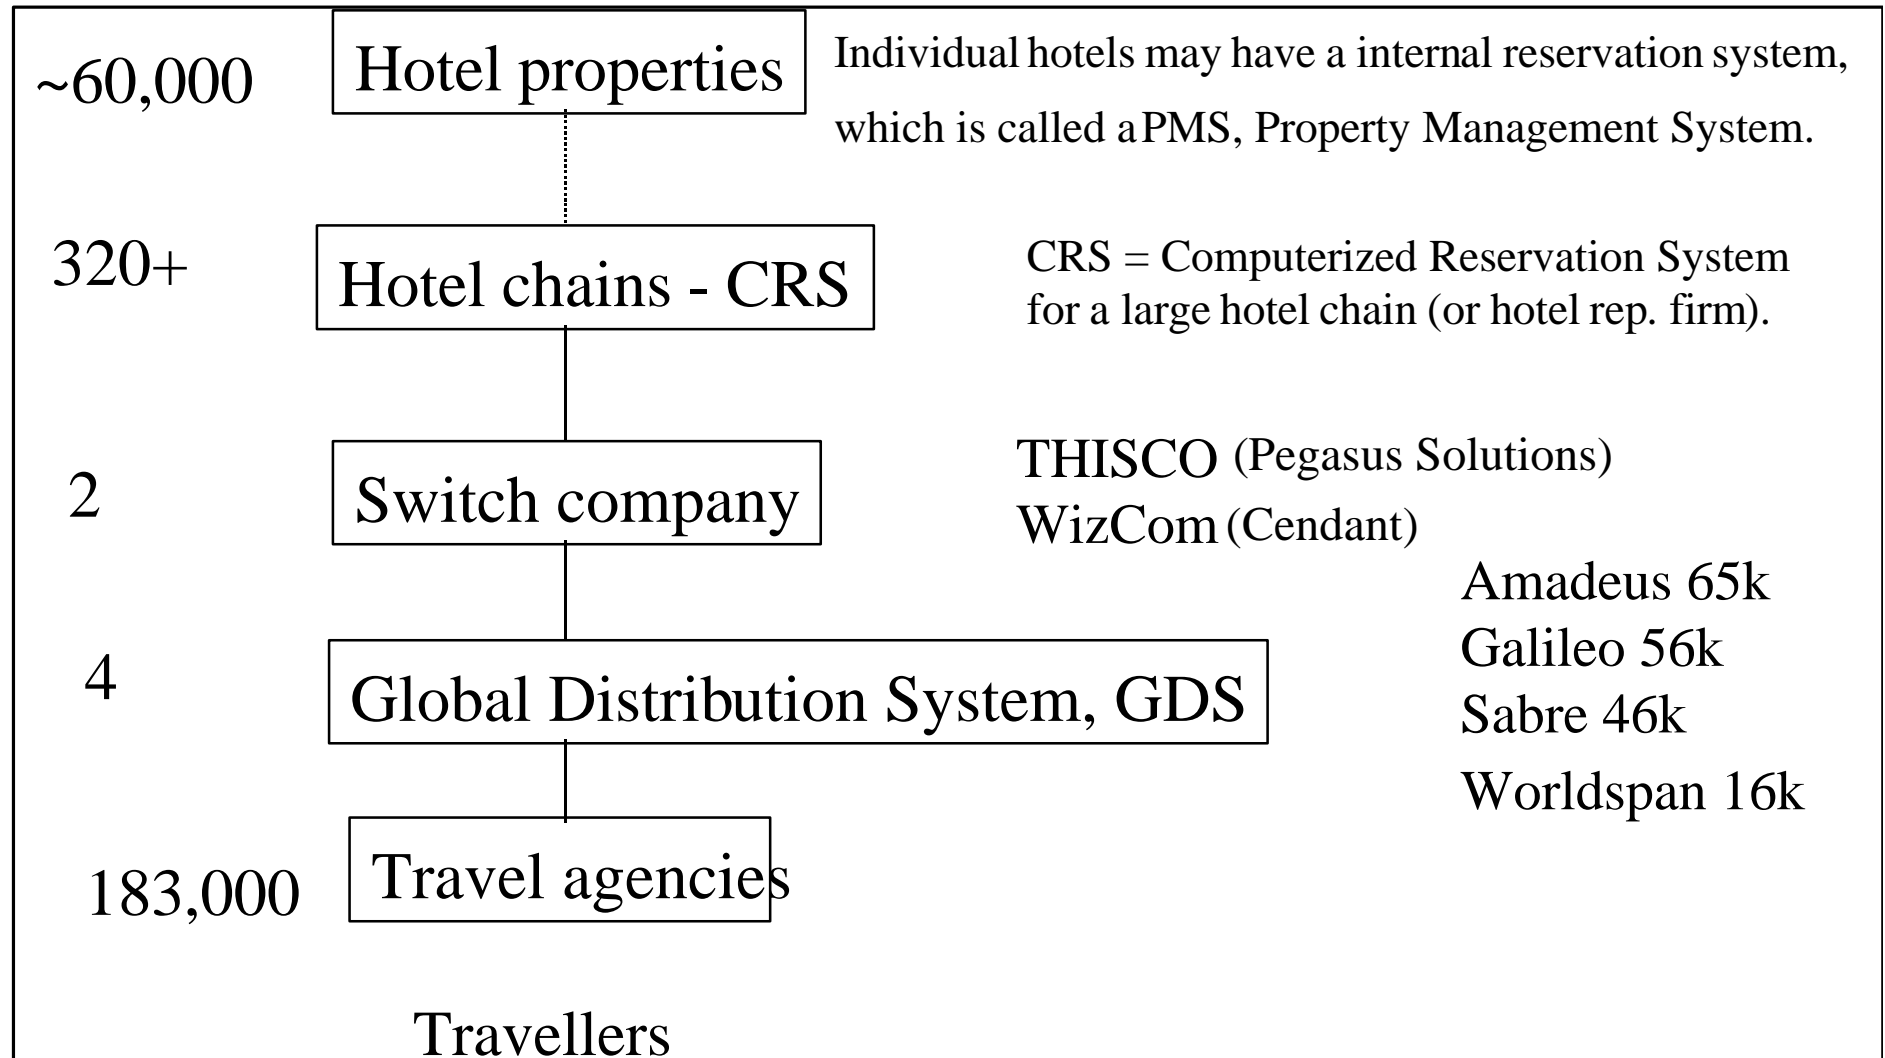 ~60,000
Hotel properties
Individual hotels may have a internal reservation system,
which is called a PMS, Property Management System.
320+
Hotel chains - CRS
CRS = Computerized Reservation System
for a large hotel chain (or hotel rep. firm).
2
Switch company
THISCO (Pegasus Solutions)
WizCom (Cendant)
4
Global Distribution System, GDS
Amadeus 65k
Galileo 56k
Sabre 46k
Worldspan 16k
183,000
Travel agencies
Travellers